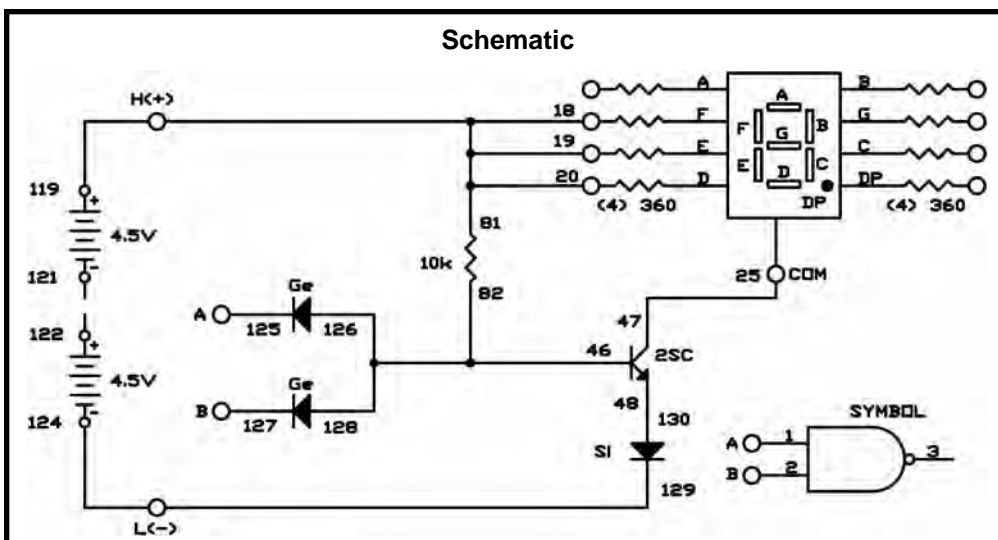 Schematic
H(+)
119
4.5V
121
122
4.5V
124
L(-)
A
125
Ge
126
B
127
Ge
128
81
10k
82
18
19
20
A
F
E
D
(4) 360
A
F
B
G
E
C
D
DP
B
G
C
DP
(4) 360
25
COM
47
46
2SC
48
130
SI
129
SYMBOL
A
1
B
2
3